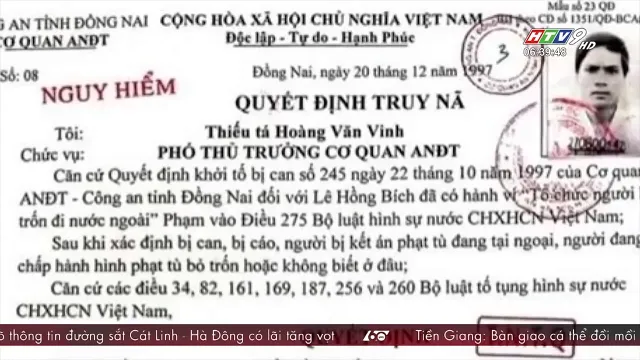 Mẫu số 23 QĐ
AN TỈNH ĐỒNG NAI CỘNG HÒA XÃ HỘI CHỦ NGHĨA VIỆT NAM theo CD số 1351/QĐ-BCA
CƠ QUAN ANĐT Độc lập - Tự do - Hạnh Phúc
HTV9 HD
06:39:48
3
Số: 08 Đồng Nai, ngày 20 tháng 12 năm 1997
NGUY HIỂM
QUYẾT ĐỊNH TRUY NÃ
Tôi: Thiếu tá Hoàng Văn Vinh
Chức vụ: PHÓ THỦ TRƯỞNG CƠ QUAN ANĐT
Căn cứ Quyết định khởi tố bị can số 245 ngày 22 tháng 10 năm 1997 của Cơ quan
ANĐT - Công an tỉnh Đồng Nai đối với Lê Hồng Bích đã có hành vi "Tổ chức người
trốn đi nước ngoài" Phạm vào Điều 275 Bộ luật hình sự nước CHXHCN Việt Nam;
Sau khi xác định bị can, bị cáo, người bị kết án phạt tù đang tại ngoại, người đang
chấp hành hình phạt tù bỏ trốn hoặc không biết ở đâu;
Căn cứ các điều 34, 82, 161, 169, 187, 256 và 260 Bộ luật tố tụng hình sự nước
CHXHCN Việt Nam,
QUYẾT ĐỊNH
thông tin đường sắt Cát Linh - Hà Đông có lãi tăng vọt Tiền Giang: Bàn giao cá thể đồi mồi